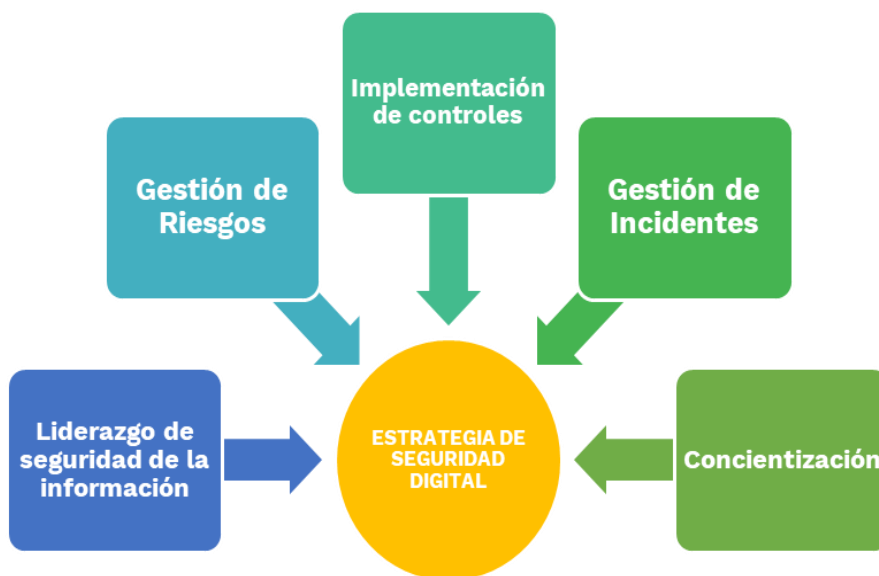 Implementación
de controles
Gestión de
Riesgos
Gestión de
Incidentes
Liderazgo de
seguridad de la
información
ESTRATEGIA DE
SEGURIDAD
DIGITAL
Concientización